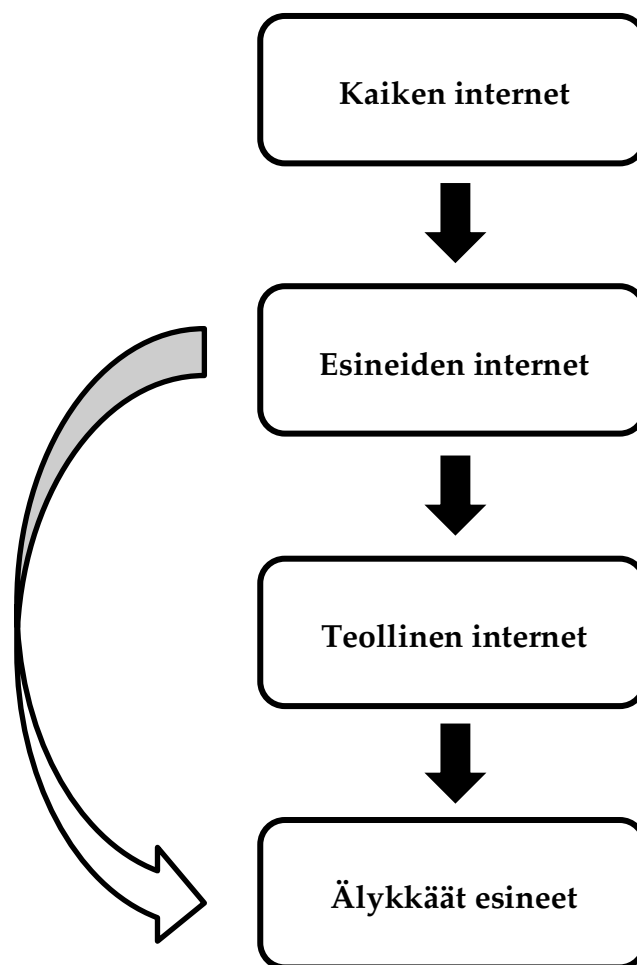 Kaiken internet
Esineiden internet
Teollinen internet
Älykkäät esineet